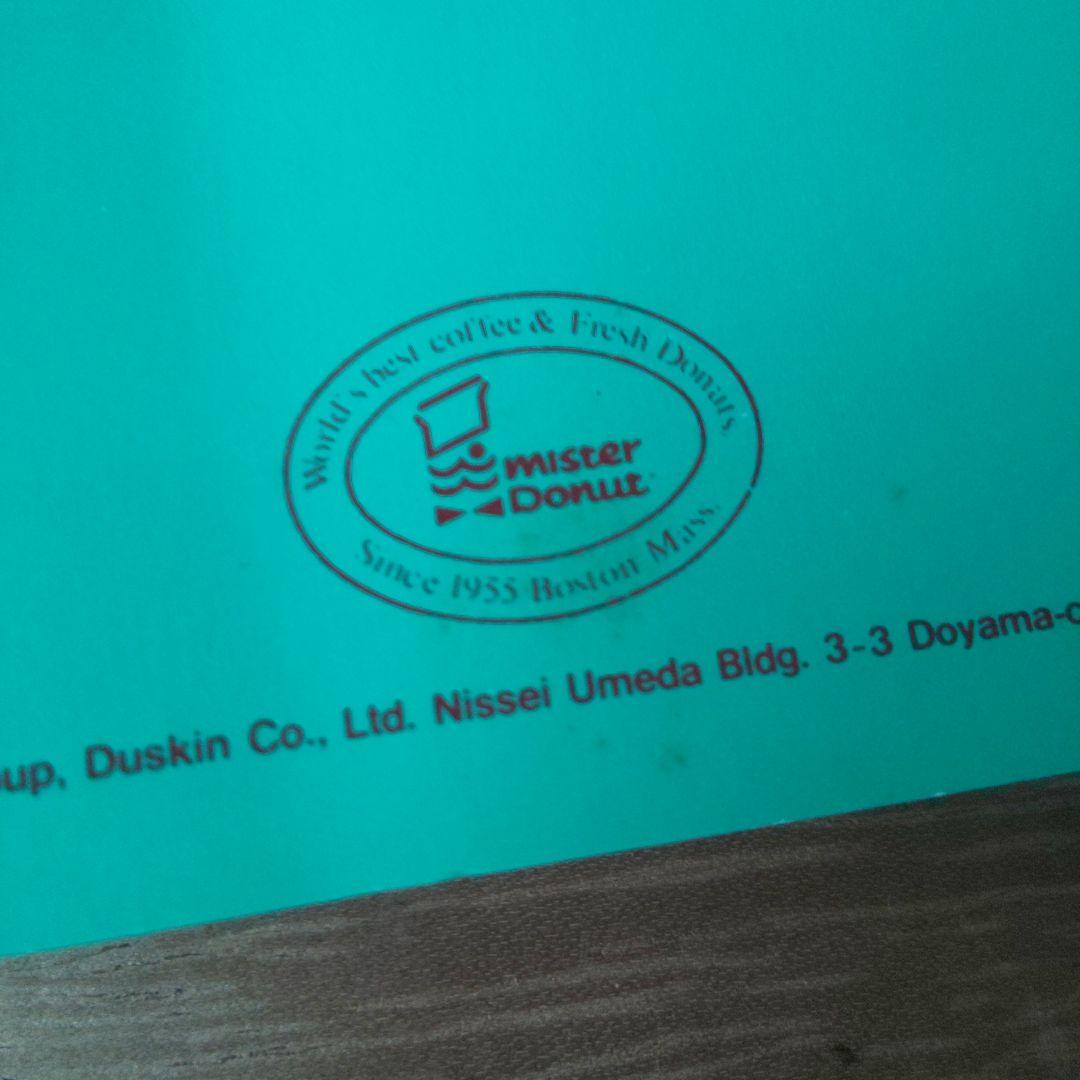 World's best coffee & Fresh Donuts.
mister
Donut
Since 1955 Boston Mass.
Duskin Co., Ltd. Nissei Umeda Bldg. 3-3 Doyama-